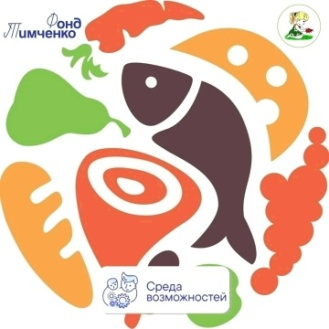 Фонд
Тимченко
Среда
возможностей